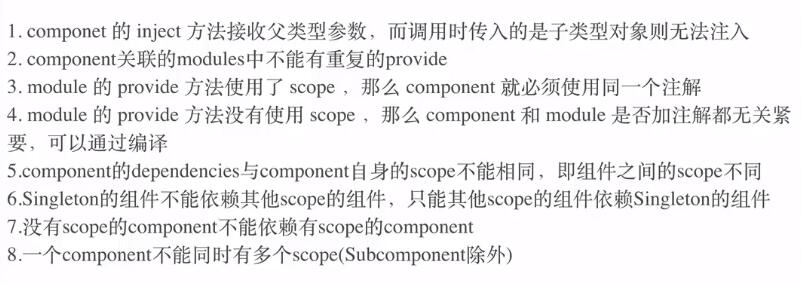 1. componet 的 inject 方法接收父类型参数，而调用时传入的是子类型对象则无法注入
2. component关联的modules中不能有重复的provide
3. module 的 provide 方法使用了 scope ，那么 component 就必须使用同一个注解
4. module 的 provide 方法没有使用 scope ，那么 component 和 module 是否加注解都无关紧
要，可以通过编译
5.component的dependencies与component自身的scope不能相同，即组件之间的scope不同
6.Singleton的组件不能依赖其他scope的组件，只能其他scope的组件依赖Singleton的组件
7.没有scope的component不能依赖有scope的component
8.一个component不能同时有多个scope(Subcomponent除外)